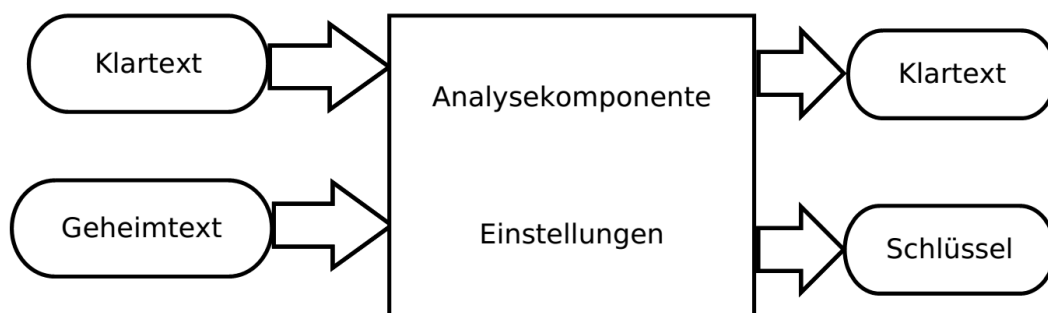 Klartext
Geheimtext
Analysekomponente
Einstellungen
Klartext
Schlüssel